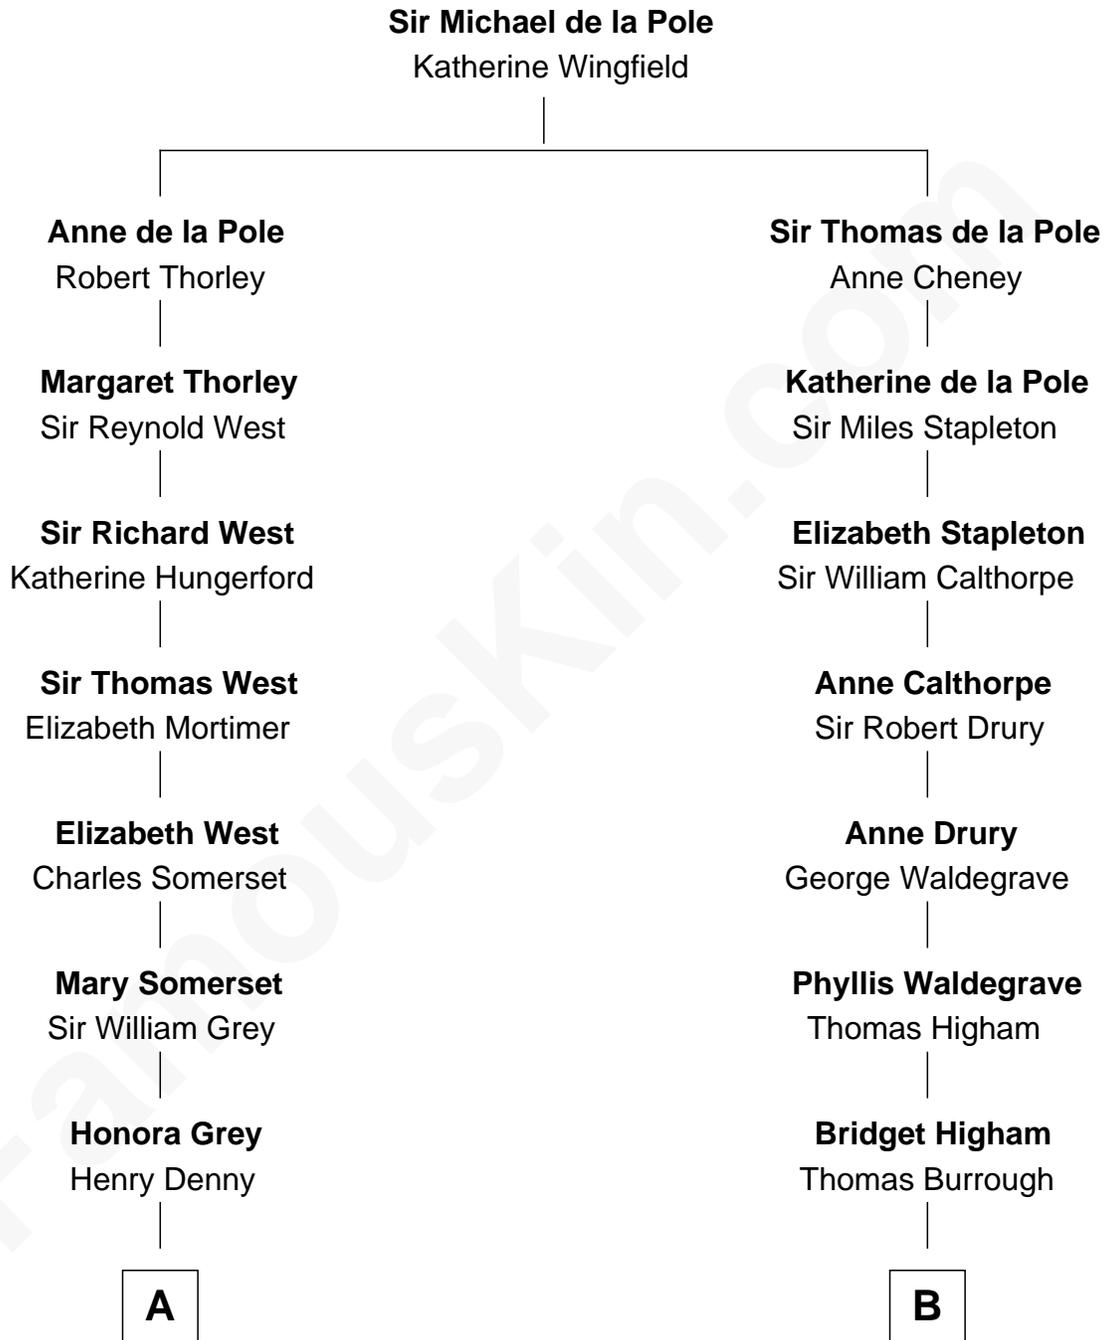 Sir Michael de la Pole
Katherine Wingfield
Anne de la Pole
Robert Thorley
Sir Thomas de la Pole
Anne Cheney
Margaret Thorley
Sir Reynold West
Katherine de la Pole
Sir Miles Stapleton
Sir Richard West
Katherine Hungerford
Elizabeth Stapleton
Sir William Calthorpe
Sir Thomas West
Elizabeth Mortimer
Anne Calthorpe
Sir Robert Drury
Elizabeth West
Charles Somerset
Anne Drury
George Waldegrave
Mary Somerset
Sir William Grey
Phyllis Waldegrave
Thomas Higham
Honora Grey
Henry Denny
Bridget Higham
Thomas Burrough
A
B
FamousKin.com